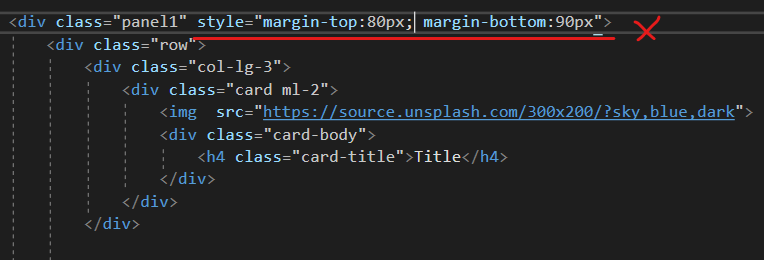 <div class="panel1" style="margin-top:80px; margin-bottom:90px">
<div class="row">
<div class="col-lg-3">
<div class="card ml-2">
<img  src="https://source.unsplash.com/300x200/?sky,blue,dark">
<div class="card-body">
<h4 class="card-title">Title</h4>
</div>
</div>
</div>